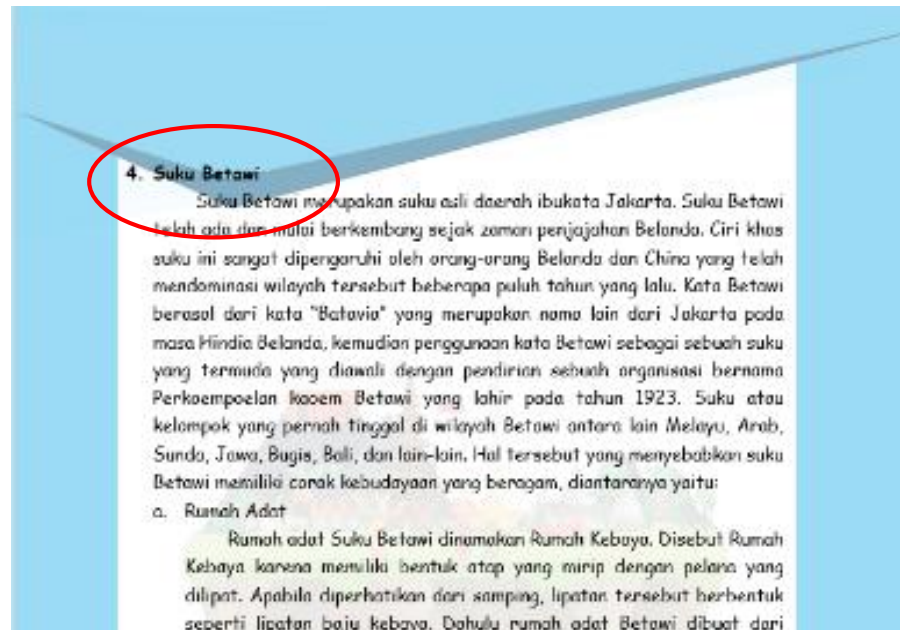 4. Suku Betawi
Suku Betawi merupakan suku asli daerah ibukota Jakarta. Suku Betawi
telah ada dan mulai berkembang sejak zaman penjajahan Belanda. Ciri khas
suku ini sangat dipengaruhi oleh orang-orang Belanda dan China yang telah
mendominasi wilayah tersebut beberapa puluh tahun yang lalu. Kata Betawi
berasal dari kata "Batavia" yang merupakan nama lain dari Jakarta pada
masa Hindia Belanda, kemudian penggunaan kata Betawi sebagai sebuah suku
yang termuda yang diawali dengan pendirian sebuah organisasi bernama
Perkoempoelan kaoem Betawi yang lahir pada tahun 1923. Suku atau
kelompok yang pernah tinggal di wilayah Betawi antara lain Melayu, Arab,
Sunda, Jawa, Bugis, Bali, dan lain-lain. Hal tersebut yang menyebabkan suku
Betawi memiliki corak kebudayaan yang beragam, diantaranya yaitu:
a. Rumah Adat
Rumah adat Suku Betawi dinamakan Rumah Kebaya. Disebut Rumah
Kebaya karena memiliki bentuk atap yang mirip dengan pelana yang
dilipat. Apabila diperhatikan dari samping, lipatan tersebut berbentuk
seperti lipatan baju kebaya. Dahulu rumah adat Betawi dibuat dari